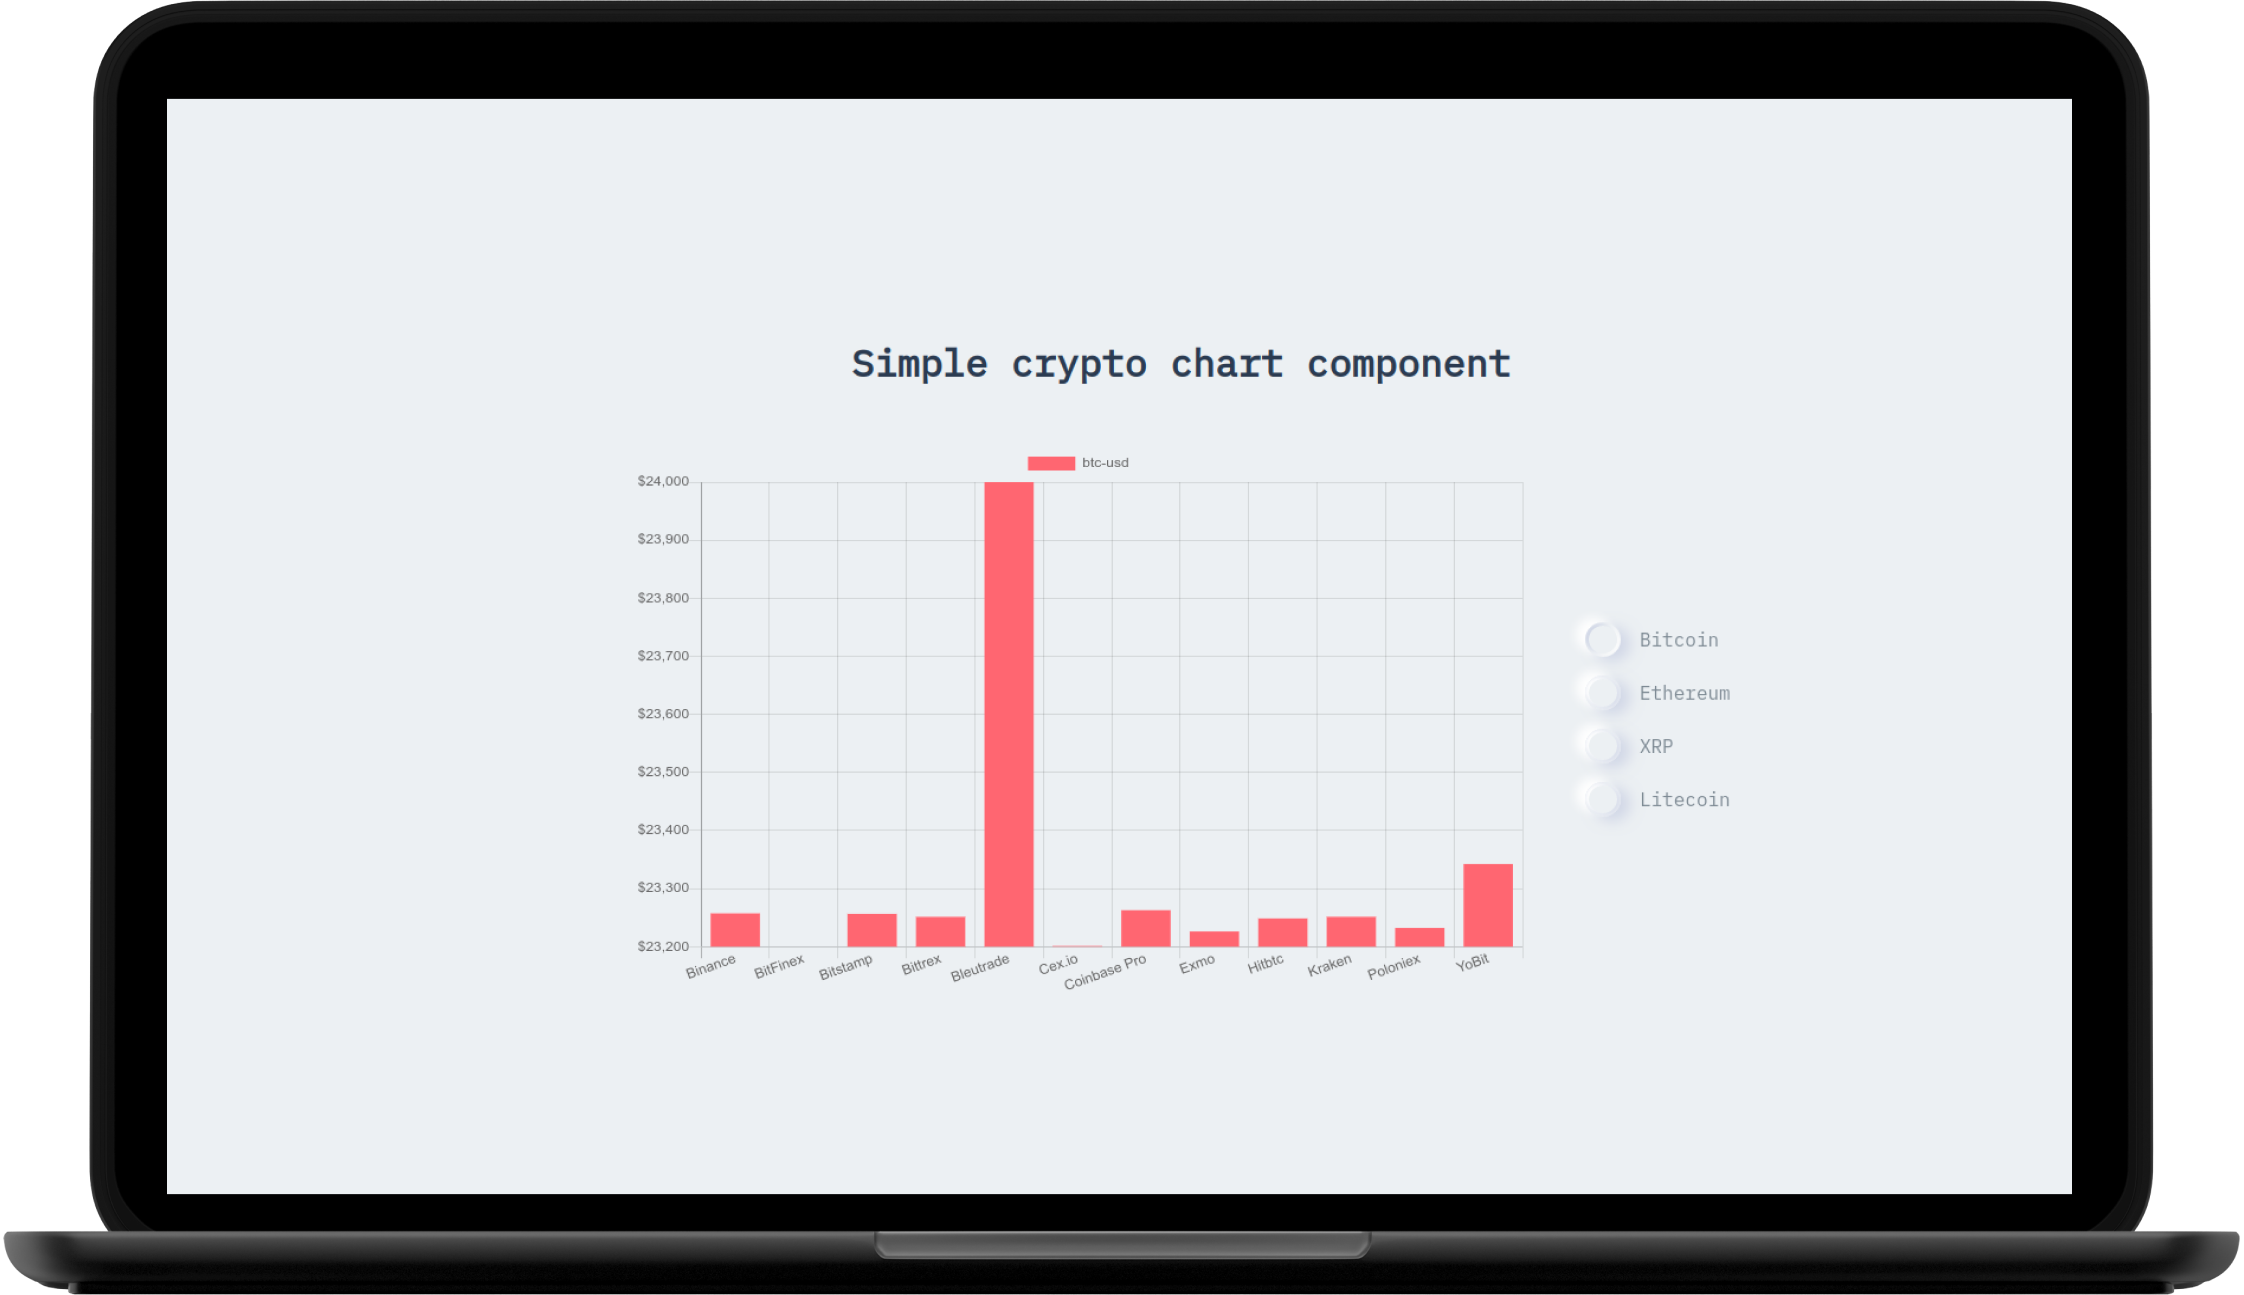 Simple crypto chart component
btc-usd
$24,000
$23,900
$23,800
$23,700
$23,600
$23,500
$23,400
$23,300
$23,200
Binance
BitFinex
Bitstamp
Bittrex
Bleutrade
Cex.io
Coinbase Pro
Exmo
Hitbtc
Kraken
Poloniex
YoBit
Bitcoin
Ethereum
XRP
Litecoin